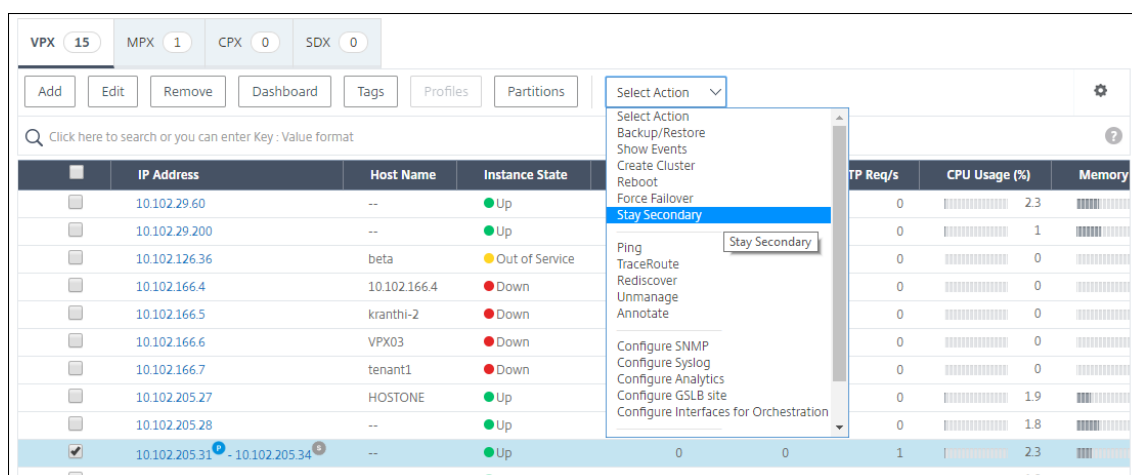 VPX 15 MPX 1 CPX 0 SDX 0
Add Edit Remove Dashboard Tags Profiles Partitions Select Action
Click here to search or you can enter Key : Value format
Select Action
Backup/Restore
Show Events
Create Cluster
Reboot
Force Failover
Stay Secondary
Stay Secondary
Ping
TraceRoute
Rediscover
Unmanage
Annotate
Configure SNMP
Configure Syslog
Configure Analytics
Configure GSLB site
Configure Interfaces for Orchestration
IP Address Host Name Instance State TP Req/s CPU Usage (%) Memory
10.102.29.60 -- Up 0 2.3
10.102.29.200 -- Up 0 1
10.102.126.36 beta Out of Service 0 0
10.102.166.4 10.102.166.4 Down 0 0
10.102.166.5 kranthi-2 Down 0 0
10.102.166.6 VPX03 Down 0 0
10.102.166.7 tenant1 Down 0 0
10.102.205.27 HOSTONE Up 0 1.9
10.102.205.28 -- Up 0 1.8
10.102.205.31 P - 10.102.205.34 S -- Up 0 0 1 2.3